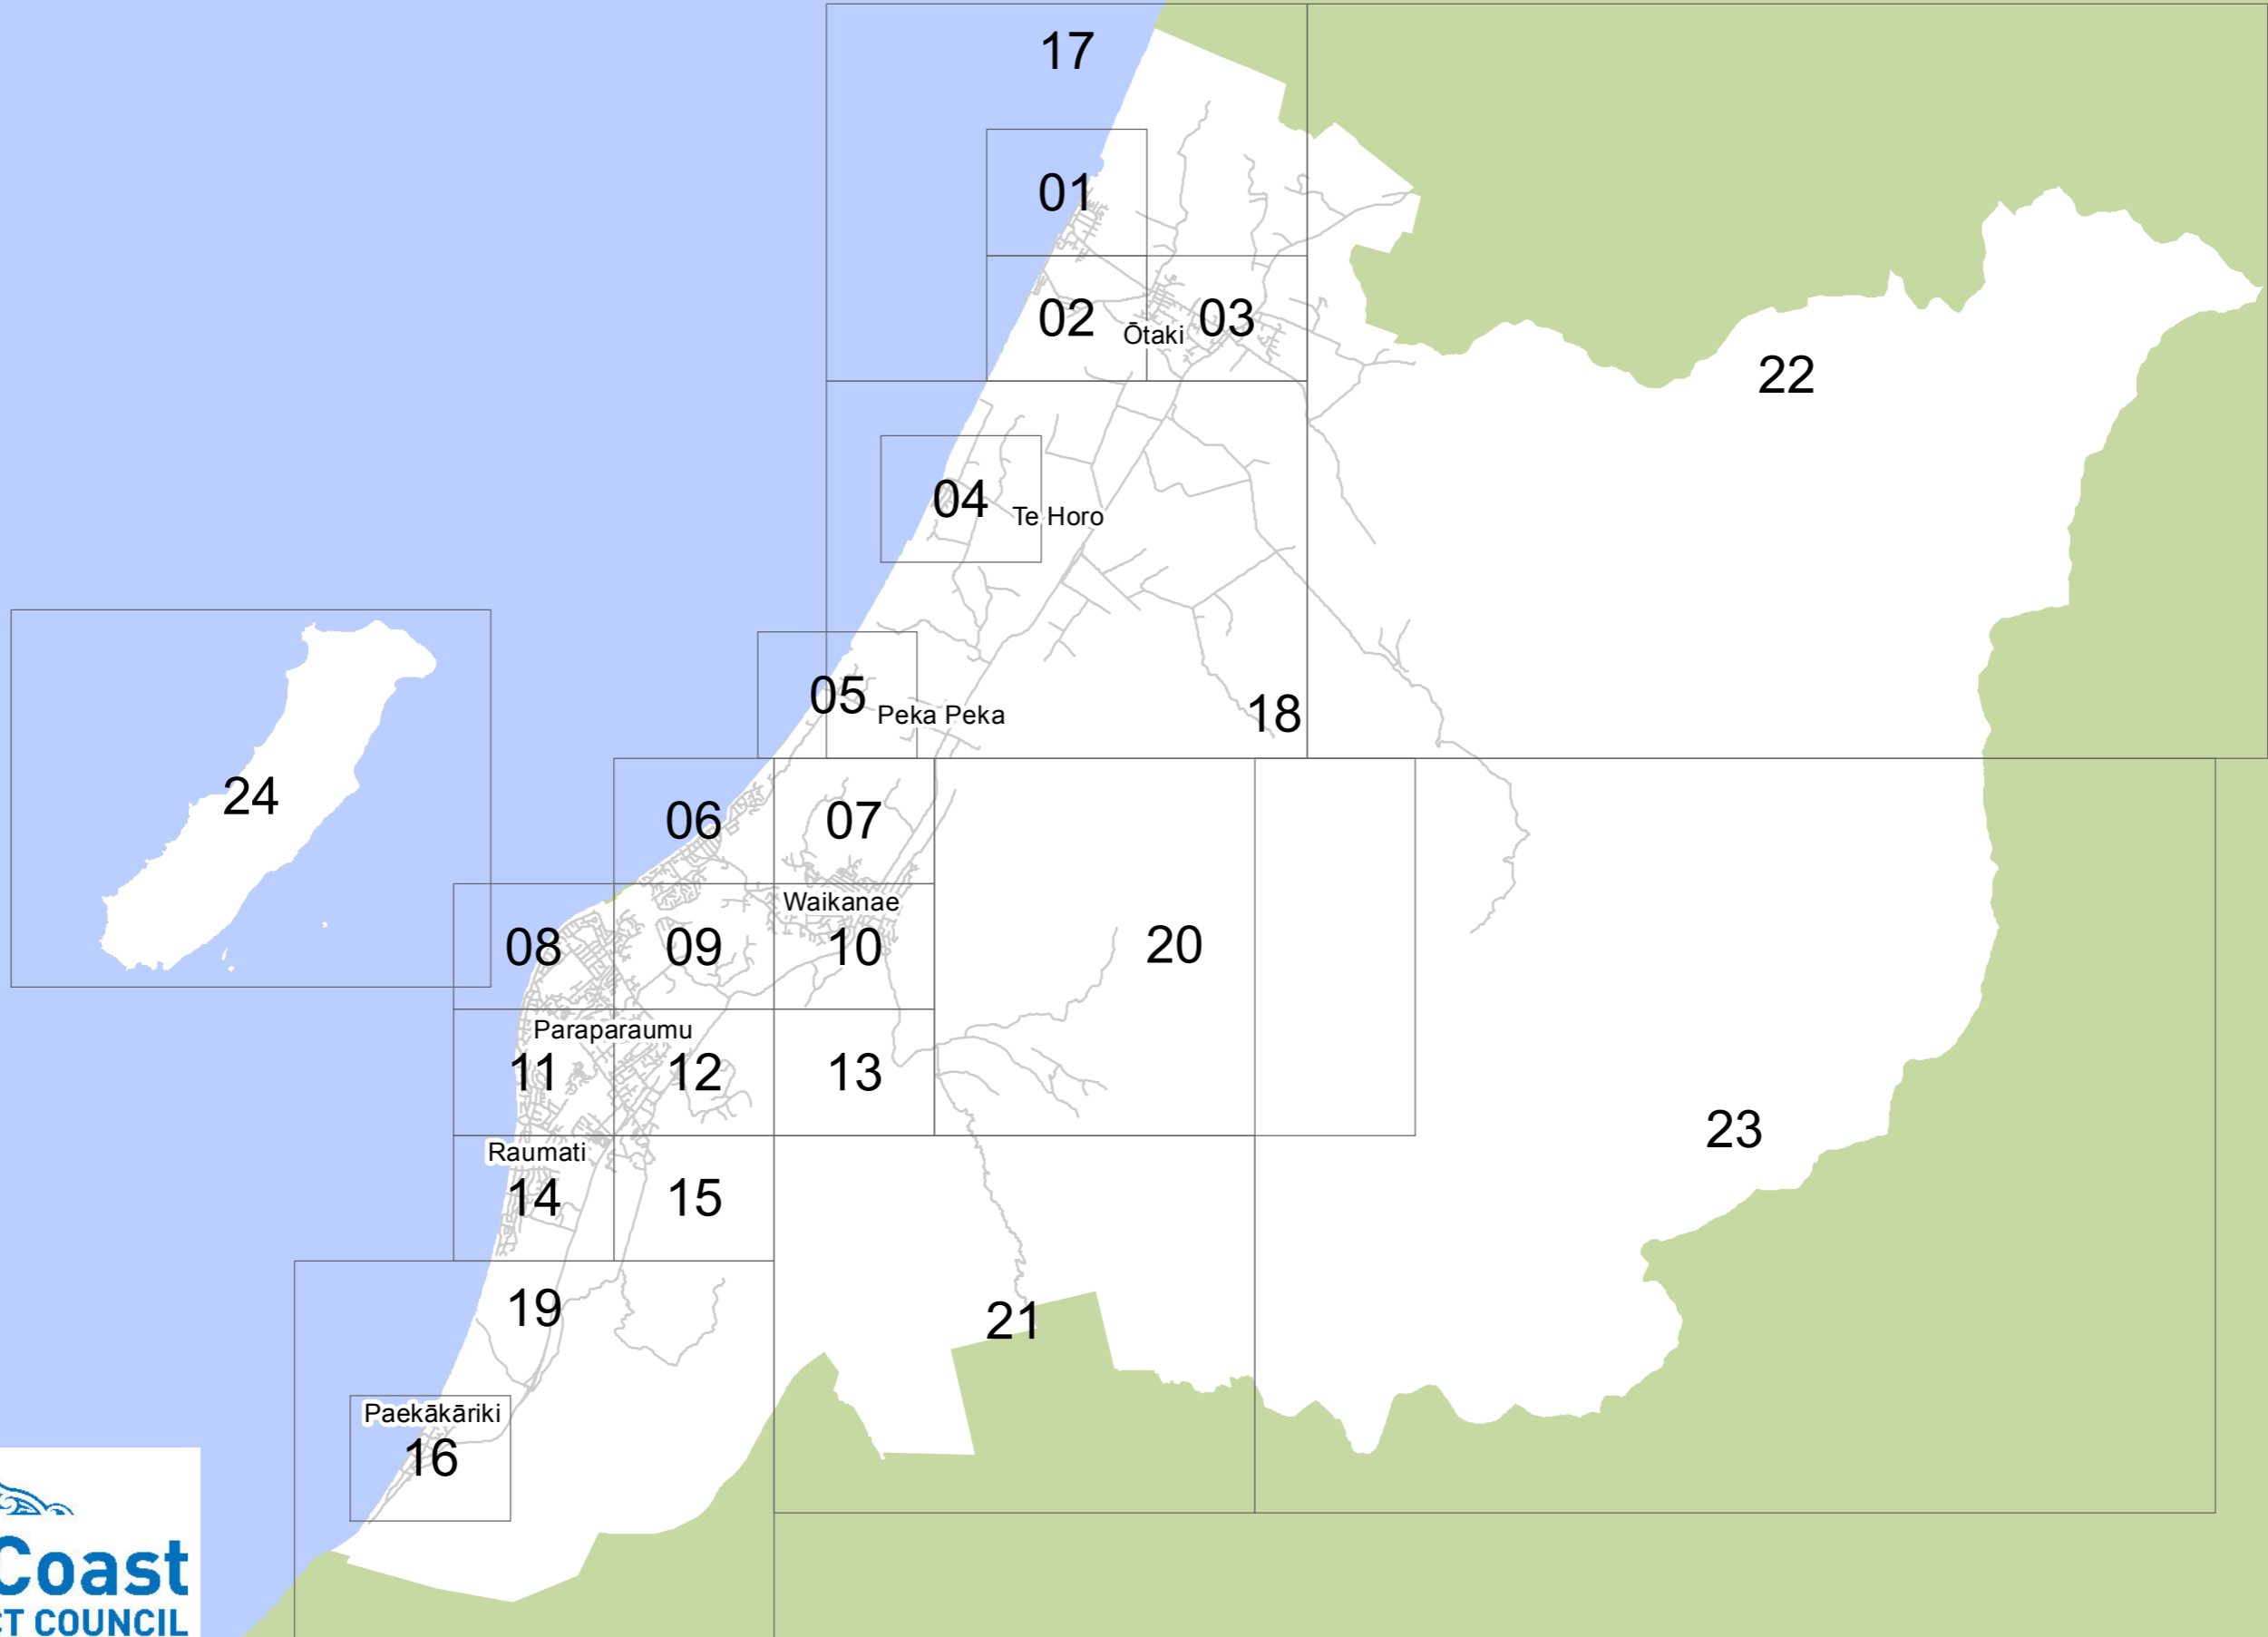 17
01
02
Ōtaki
03
22
04
Te Horo
05
Peka Peka
18
24
06
07
Waikanae
08
09
10
20
Paraparaumu
11
12
13
23
Raumati
14
15
19
21
Paekākāriki
16
Coast
CT COUNCIL